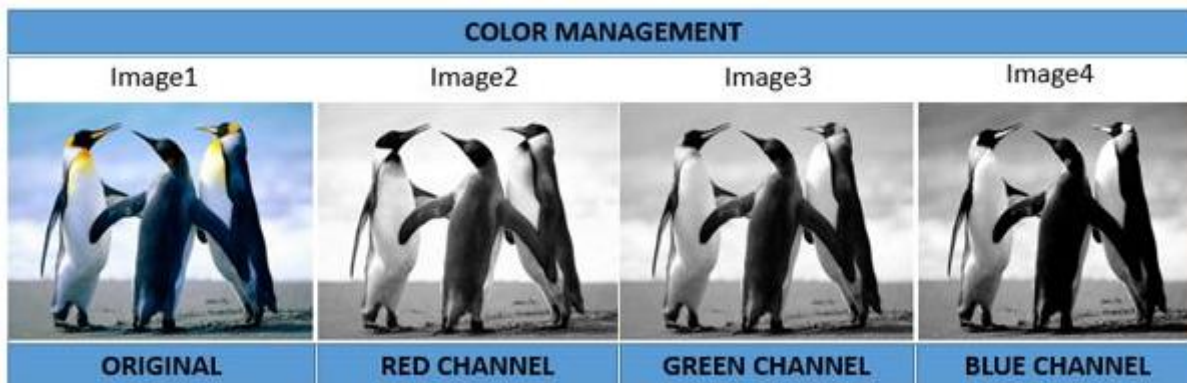 COLOR MANAGEMENT
Image1 Image2 Image3 Image4
ORIGINAL RED CHANNEL GREEN CHANNEL BLUE CHANNEL